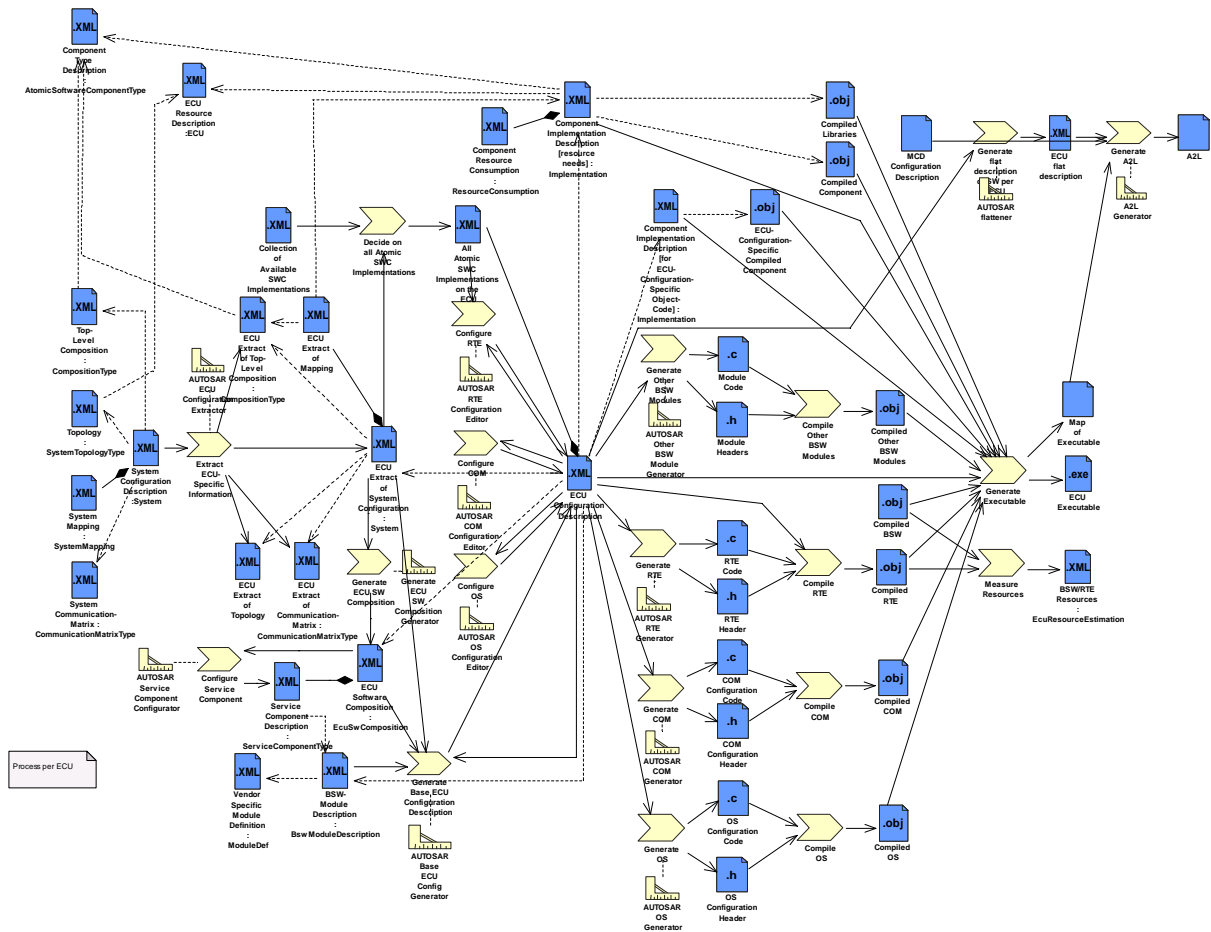 .XML
Component
Type
Description
:
AtomicSoftwareComponentType
.XML
ECU
Resource
Description
:ECU
.XML
Component
Implementation
Description
[resource
needs] :
Implementation
.XML
Component
Resource
Consumption
:
ResourceConsumption
.obj
Compiled
Libraries
.obj
Compiled
Component
MCD
Configuration
Description
Generate
flat
description
BSW per
ECU
AUTOSAR
flattener
.XML
ECU
flat
description
Generate
A2L
A2L
Generator
A2L
.XML
Collection
of
Available
SWC
Implementations
Decide on
all Atomic
SWC
Implementations
.XML
All
Atomic
SWC
Implementations
on the
ECU
.XML
Component
Implementation
Description
[for
ECU-
Configuration-
Specific
Object-
Code] :
Implementation
.obj
ECU-
Configuration-
Specific
Compiled
Component
.XML
Top-
Level
Composition
:
CompositionType
.XML
ECU
Extract
of Top-
Level
Composition :
CompositionType
.XML
ECU
Extract
of
Mapping
AUTOSAR
ECU
Configuration
Extractor
Configure
RTE
AUTOSAR
RTE
Configuration
Editor
Generate
Other
BSW
Modules
AUTOSAR
Other
BSW Module
Generator
.c
Module
Code
.h
Module
Headers
Compile
Other
BSW
Modules
.obj
Compiled
Other
BSW
Modules
Map
of
Executable
.XML
Topology
:
SystemTopologyType
.XML
System
Configuration
Description
:System
Extract
ECU-
Specific
Information
.XML
ECU
Extract
of
System
Configuration
:
System
Configure
COM
AUTOSAR
COM
Configuration
Editor
.XML
ECU
Configuration
Description
Generate
Executable
.exe
ECU
Executable
.XML
System
Mapping
:
SystemMapping
.obj
Compiled
BSW
.XML
System
Communication-
Matrix :
CommunicationMatrixType
.XML
ECU
Extract of
Topology
.XML
ECU
Extract
of
Communication-
Matrix :
CommunicationMatrixType
Generate
ECU SW
Composition
Generate
ECU
SW
Composition
Generator
Configure
OS
AUTOSAR
OS
Configuration
Editor
Generate
RTE
AUTOSAR
RTE
Generator
.c
RTE
Code
.h
RTE
Header
Compile
RTE
.obj
Compiled
RTE
Measure
Resources
.XML
BSW/RTE
Resources
:
EcuResourceEstimation
AUTOSAR
Service
Component
Configurator
Configure
Service
Component
.XML
Service
Component
Description
:
ServiceComponentType
.XML
ECU
Software
Composition
:
EcuSwComposition
Generate
COM
AUTOSAR
COM
Generator
.c
COM
Configuration
Code
.h
COM
Configuration
Header
Compile
COM
.obj
Compiled
COM
Process per ECU
.XML
Vendor
Specific
Module
Definition
:
ModuleDef
.XML
BSW-
Module
Description
:
BswModuleDescription
Generate
Base ECU
Configuration
Description
AUTOSAR
Base
ECU
Config
Generator
Generate
OS
AUTOSAR
OS
Generator
.c
OS
Configuration
Code
.h
OS
Configuration
Header
Compile
OS
.obj
Compiled
OS